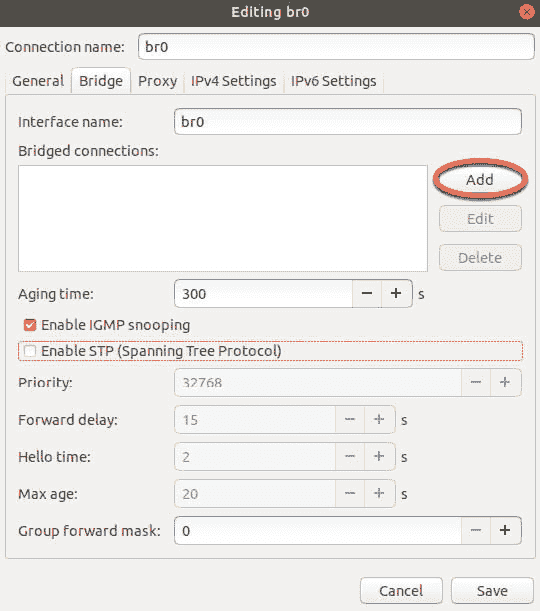 Editing br0
Connection name: br0
General Bridge Proxy IPv4 Settings IPv6 Settings
Interface name: br0
Bridged connections:
Add
Edit
Delete
Aging time: 300 − + s
Enable IGMP snooping
Enable STP (Spanning Tree Protocol)
Priority: 32768 − +
Forward delay: 15 − + s
Hello time: 2 − + s
Max age: 20 − + s
Group forward mask: 0 − +
Cancel Save